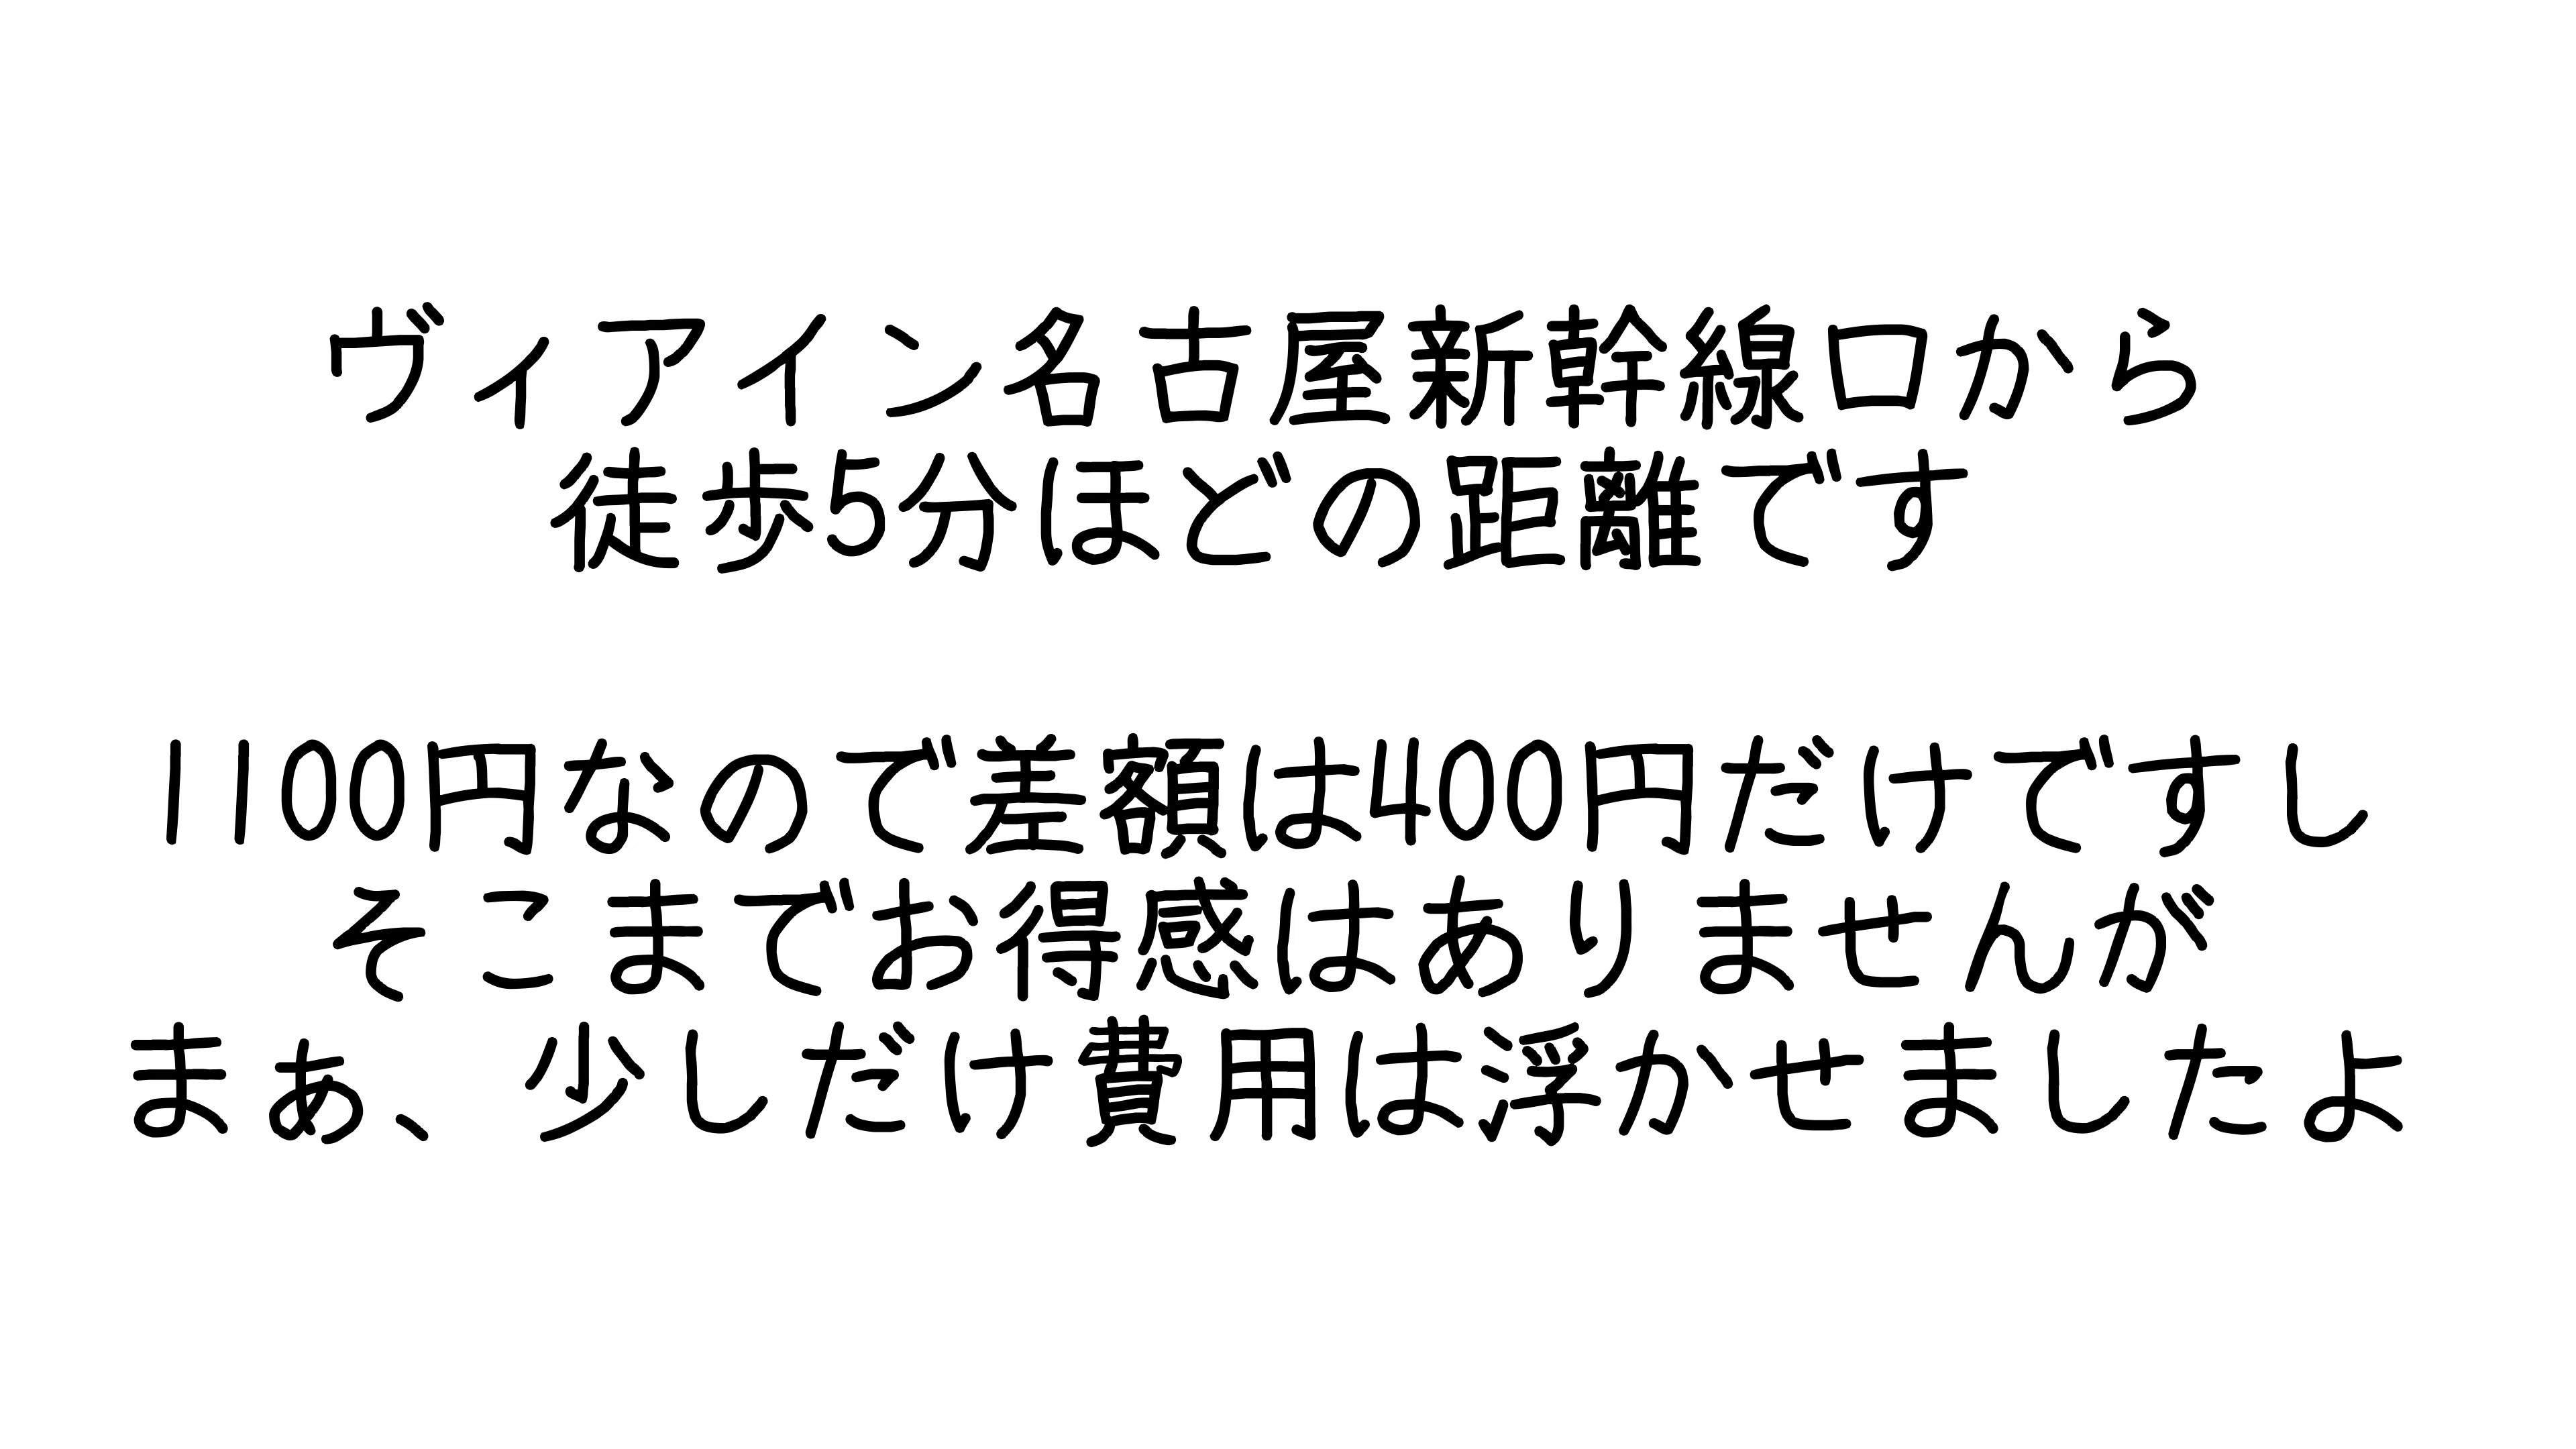 ヴィアイン名古屋新幹線口から
徒歩5分ほどの距離です
1100円なので差額は400円だけですし
そこまでお得感はありませんが
まぁ、少しだけ費用は浮かせましたよ